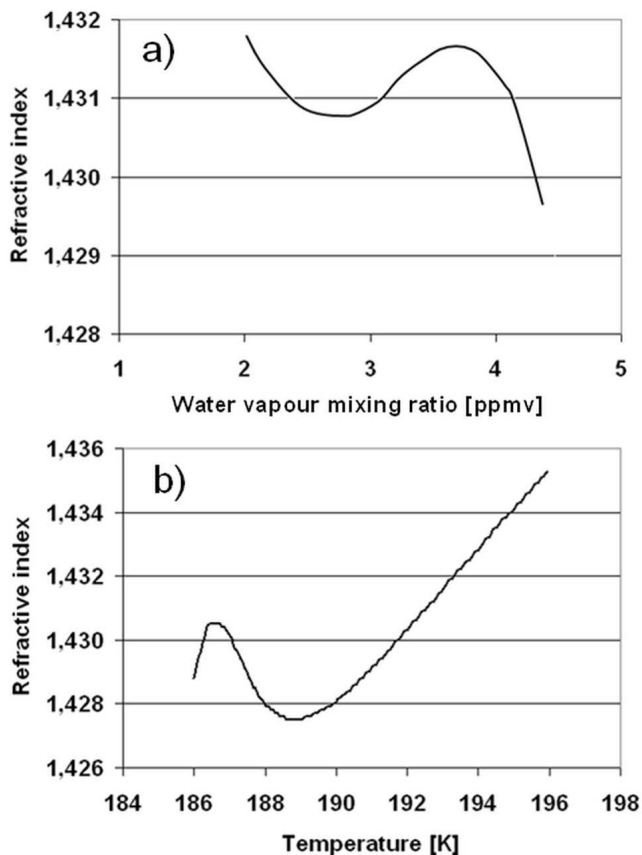 a)
Refractive index
1,432
1,431
1,430
1,429
1,428
1 2 3 4 5
Water vapour mixing ratio [ppmv]
b)
Refractive index
1,436
1,434
1,432
1,430
1,428
1,426
184 186 188 190 192 194 196 198
Temperature [K]